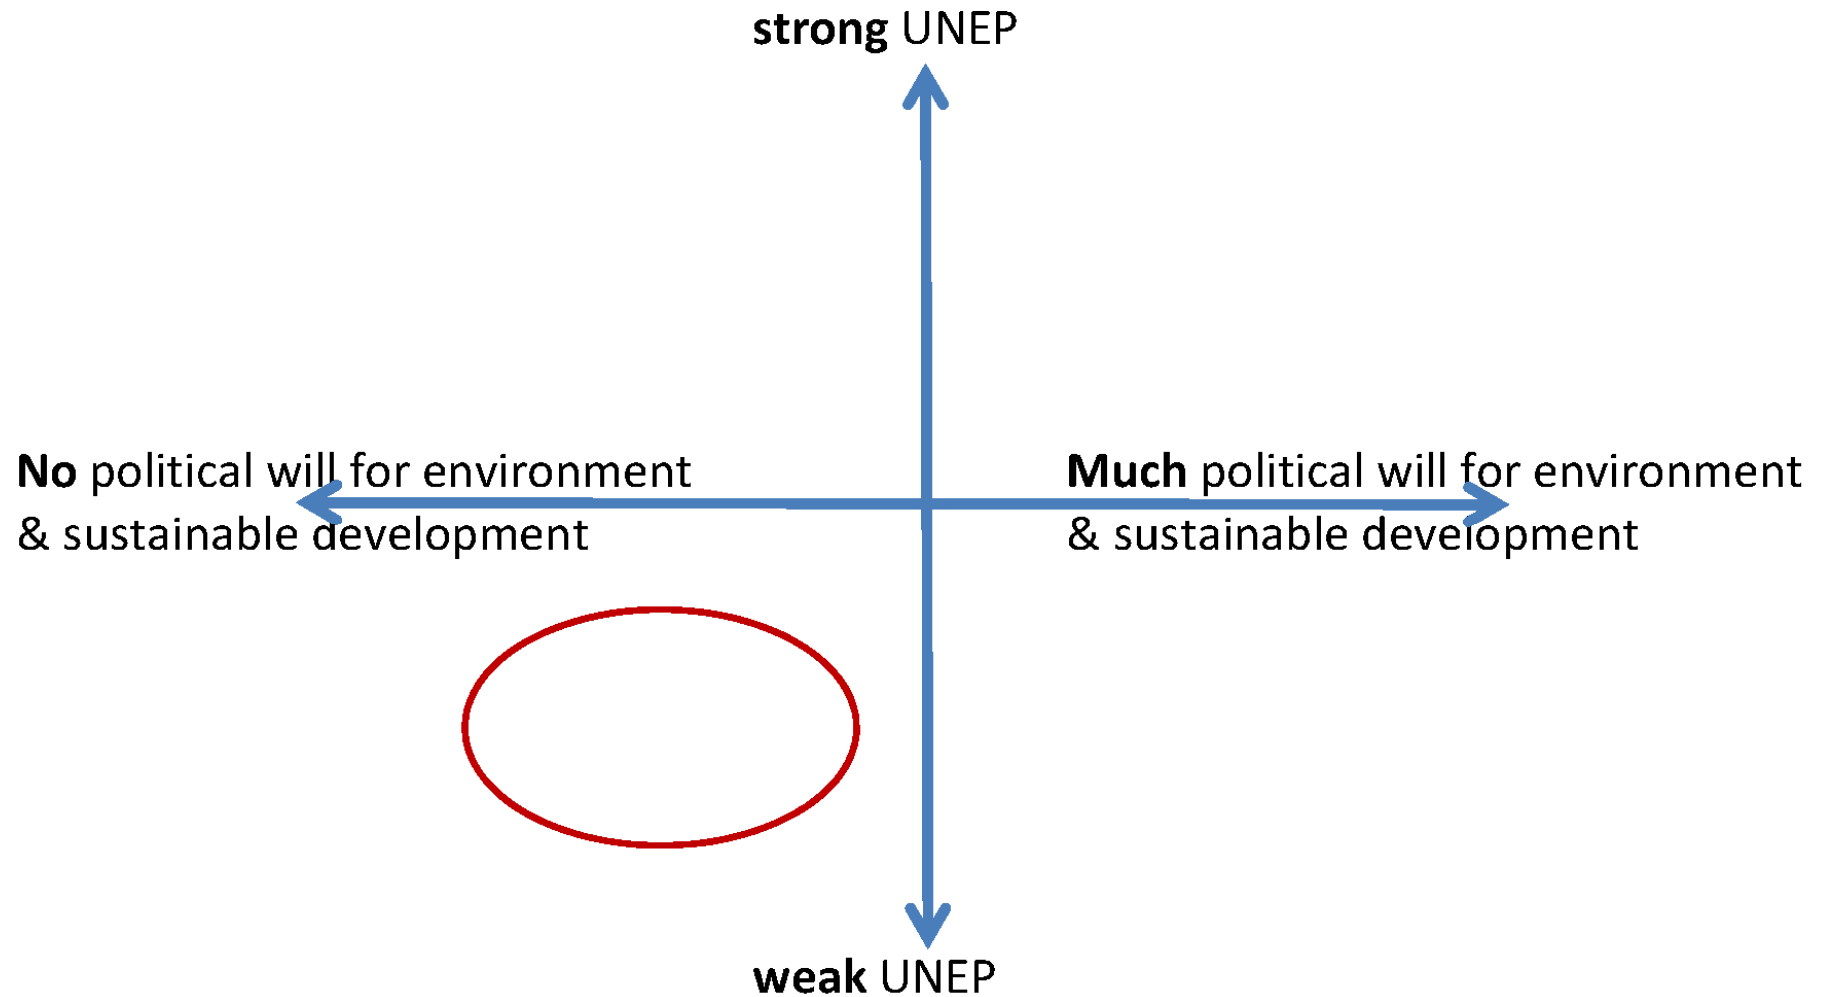 strong UNEP
No political will for environment
& sustainable development
Much political will for environment
& sustainable development
weak UNEP